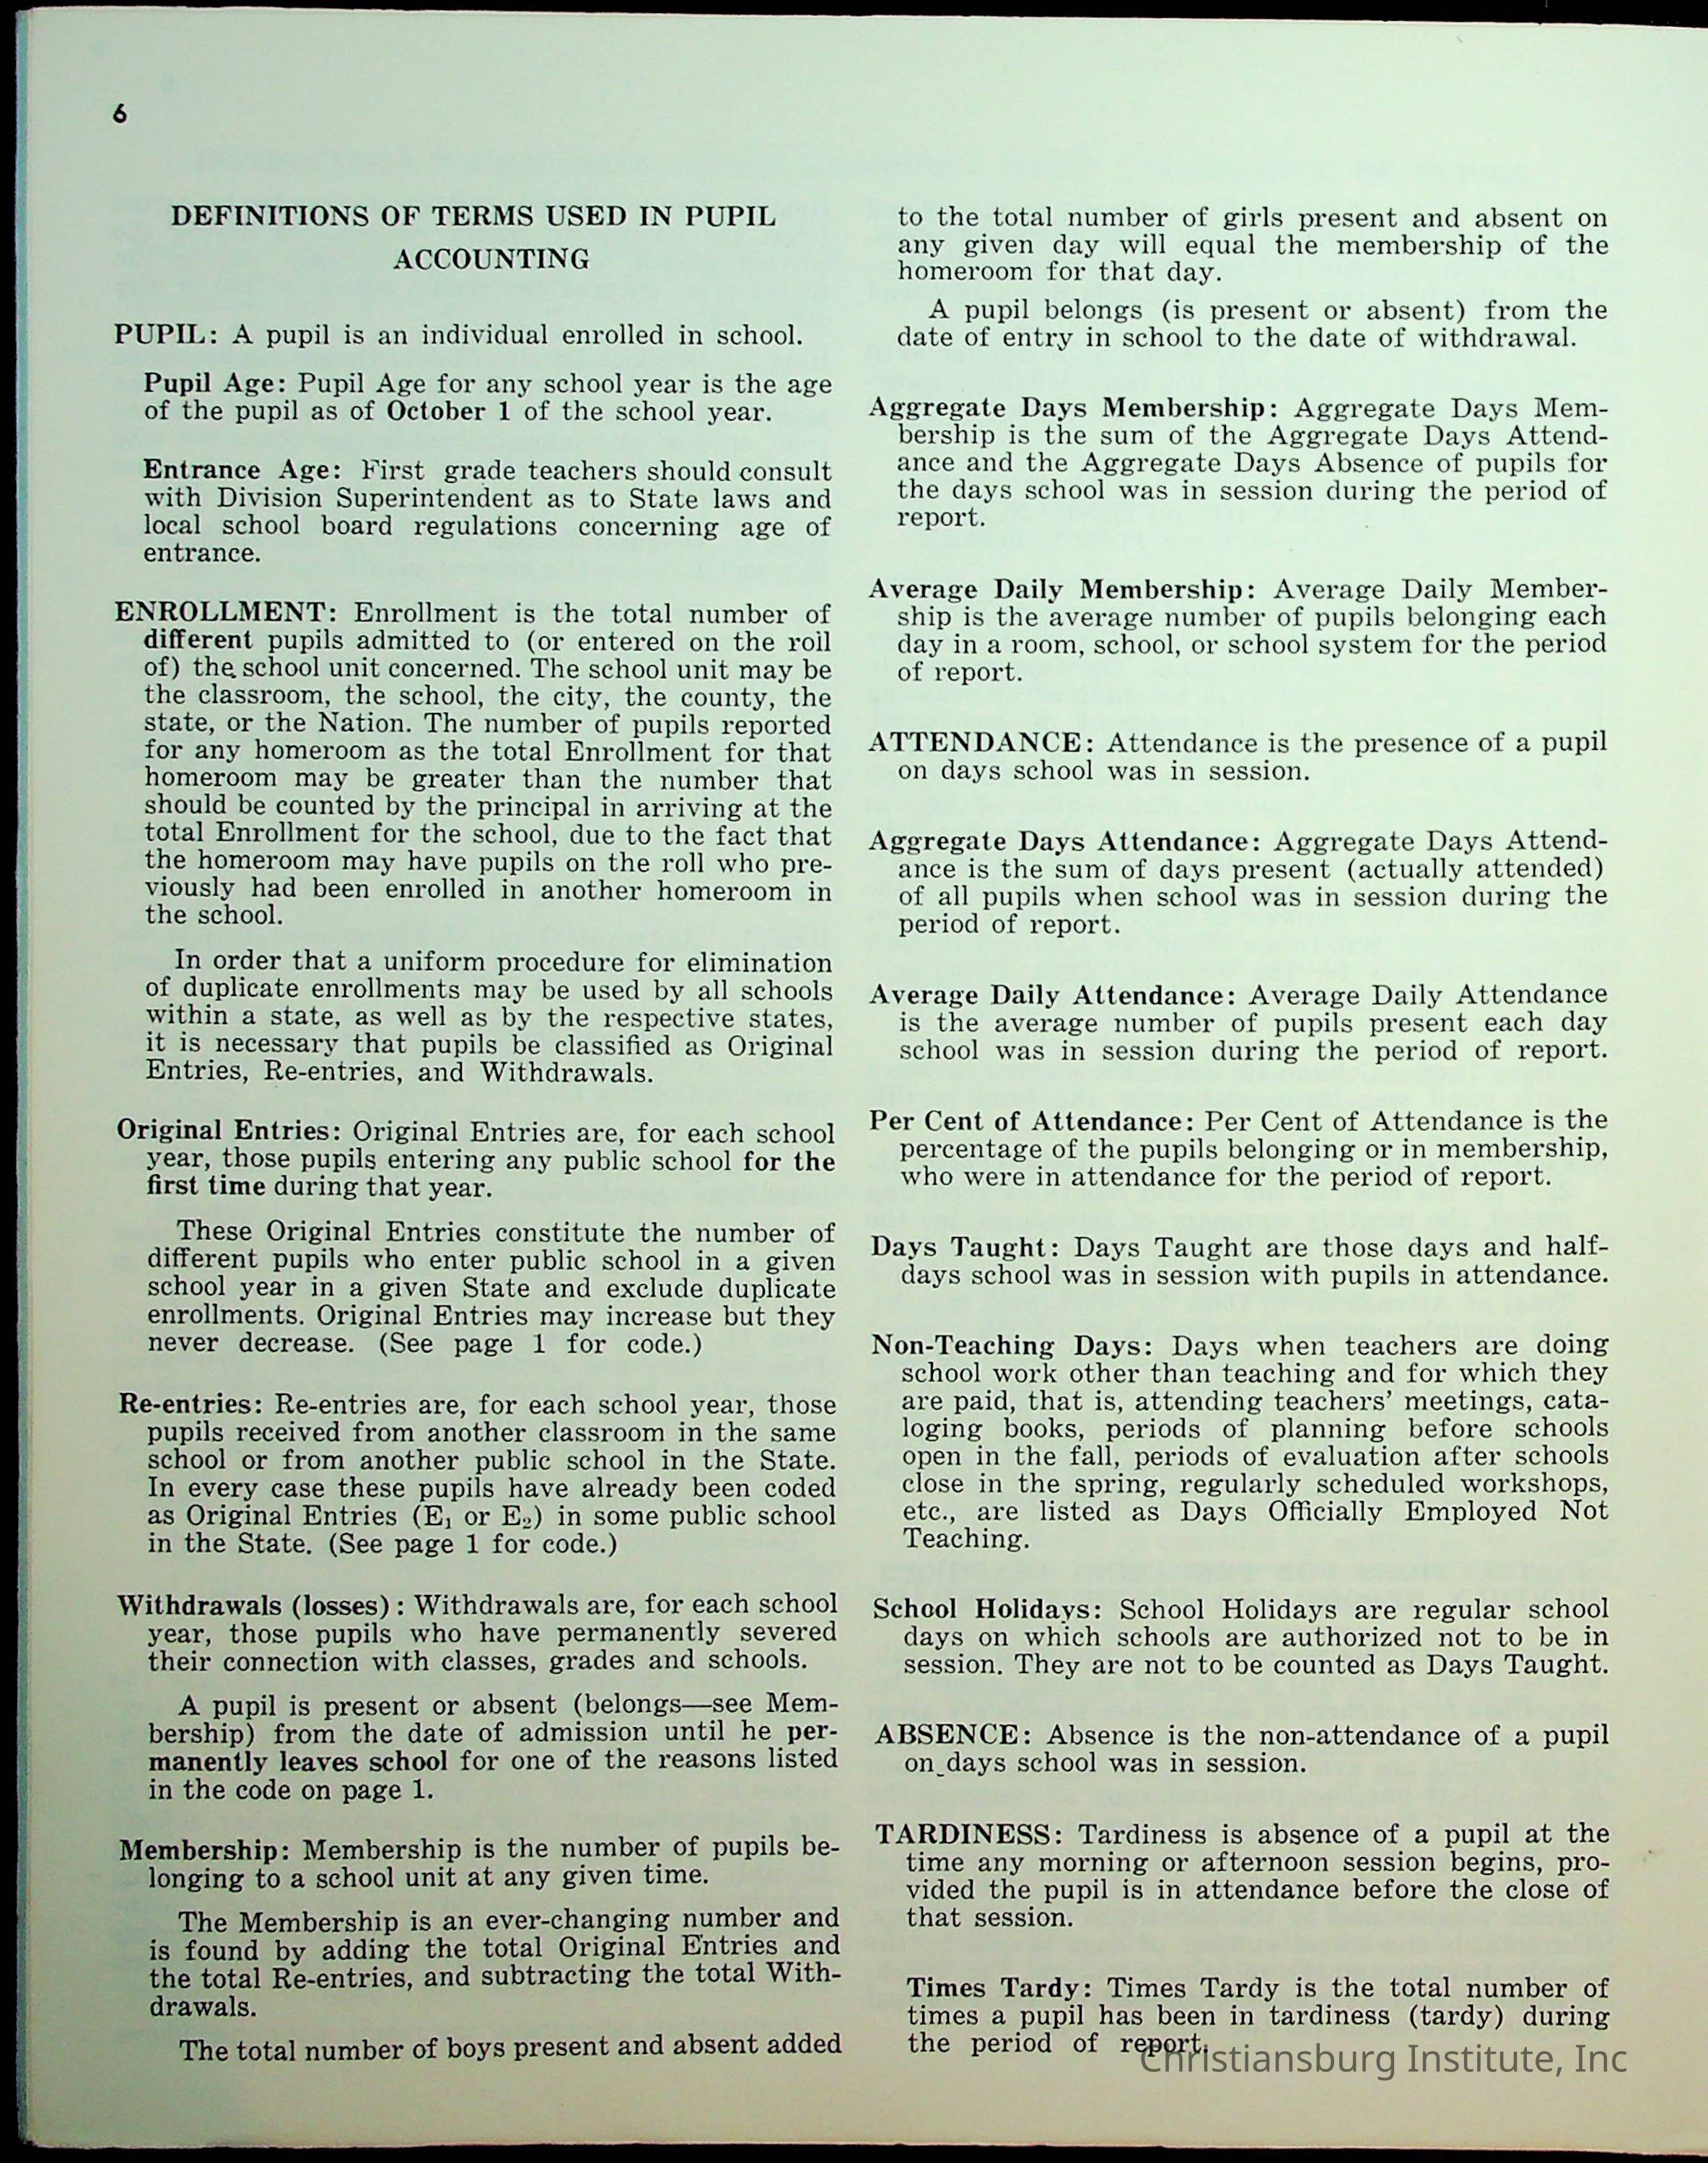 6
DEFINITIONS OF TERMS USED IN PUPIL
ACCOUNTING
PUPIL: A pupil is an individual enrolled in school.
Pupil Age: Pupil Age for any school year is the age
of the pupil as of October 1 of the school year.
Entrance Age: First grade teachers should consult
with Division Superintendent as to State laws and
local school board regulations concerning age of
entrance.
ENROLLMENT: Enrollment is the total number of
different pupils admitted to (or entered on the roll
of) the school unit concerned. The school unit may be
the classroom, the school, the city, the county, the
state, or the Nation. The number of pupils reported
for any homeroom as the total Enrollment for that
homeroom may be greater than the number that
should be counted by the principal in arriving at the
total Enrollment for the school, due to the fact that
the homeroom may have pupils on the roll who pre-
viously had been enrolled in another homeroom in
the school.
In order that a uniform procedure for elimination
of duplicate enrollments may be used by all schools
within a state, as well as by the respective states,
it is necessary that pupils be classified as Original
Entries, Re-entries, and Withdrawals.
Original Entries: Original Entries are, for each school
year, those pupils entering any public school for the
first time during that year.
These Original Entries constitute the number of
different pupils who enter public school in a given
school year in a given State and exclude duplicate
enrollments. Original Entries may increase but they
never decrease. (See page 1 for code.)
Re-entries: Re-entries are, for each school year, those
pupils received from another classroom in the same
school or from another public school in the State.
In every case these pupils have already been coded
as Original Entries (E₁ or E₂) in some public school
in the State. (See page 1 for code.)
Withdrawals (losses): Withdrawals are, for each school
year, those pupils who have permanently severed
their connection with classes, grades and schools.
A pupil is present or absent (belongs—see Mem-
bership) from the date of admission until he per-
manently leaves school for one of the reasons listed
in the code on page 1.
Membership: Membership is the number of pupils be-
longing to a school unit at any given time.
The Membership is an ever-changing number and
is found by adding the total Original Entries and
the total Re-entries, and subtracting the total With-
drawals.
The total number of boys present and absent added
to the total number of girls present and absent on
any given day will equal the membership of the
homeroom for that day.
A pupil belongs (is present or absent) from the
date of entry in school to the date of withdrawal.
Aggregate Days Membership: Aggregate Days Mem-
bership is the sum of the Aggregate Days Attend-
ance and the Aggregate Days Absence of pupils for
the days school was in session during the period of
report.
Average Daily Membership: Average Daily Member-
ship is the average number of pupils belonging each
day in a room, school, or school system for the period
of report.
ATTENDANCE: Attendance is the presence of a pupil
on days school was in session.
Aggregate Days Attendance: Aggregate Days Attend-
ance is the sum of days present (actually attended)
of all pupils when school was in session during the
period of report.
Average Daily Attendance: Average Daily Attendance
is the average number of pupils present each day
school was in session during the period of report.
Per Cent of Attendance: Per Cent of Attendance is the
percentage of the pupils belonging or in membership,
who were in attendance for the period of report.
Days Taught: Days Taught are those days and half-
days school was in session with pupils in attendance.
Non-Teaching Days: Days when teachers are doing
school work other than teaching and for which they
are paid, that is, attending teachers' meetings, cata-
loging books, periods of planning before schools
open in the fall, periods of evaluation after schools
close in the spring, regularly scheduled workshops,
etc., are listed as Days Officially Employed Not
Teaching.
School Holidays: School Holidays are regular school
days on which schools are authorized not to be in
session. They are not to be counted as Days Taught.
ABSENCE: Absence is the non-attendance of a pupil
on days school was in session.
TARDINESS: Tardiness is absence of a pupil at the
time any morning or afternoon session begins, pro-
vided the pupil is in attendance before the close of
that session.
Times Tardy: Times Tardy is the total number of
times a pupil has been in tardiness (tardy) during
the period of report.
Christiansburg Institute, Inc